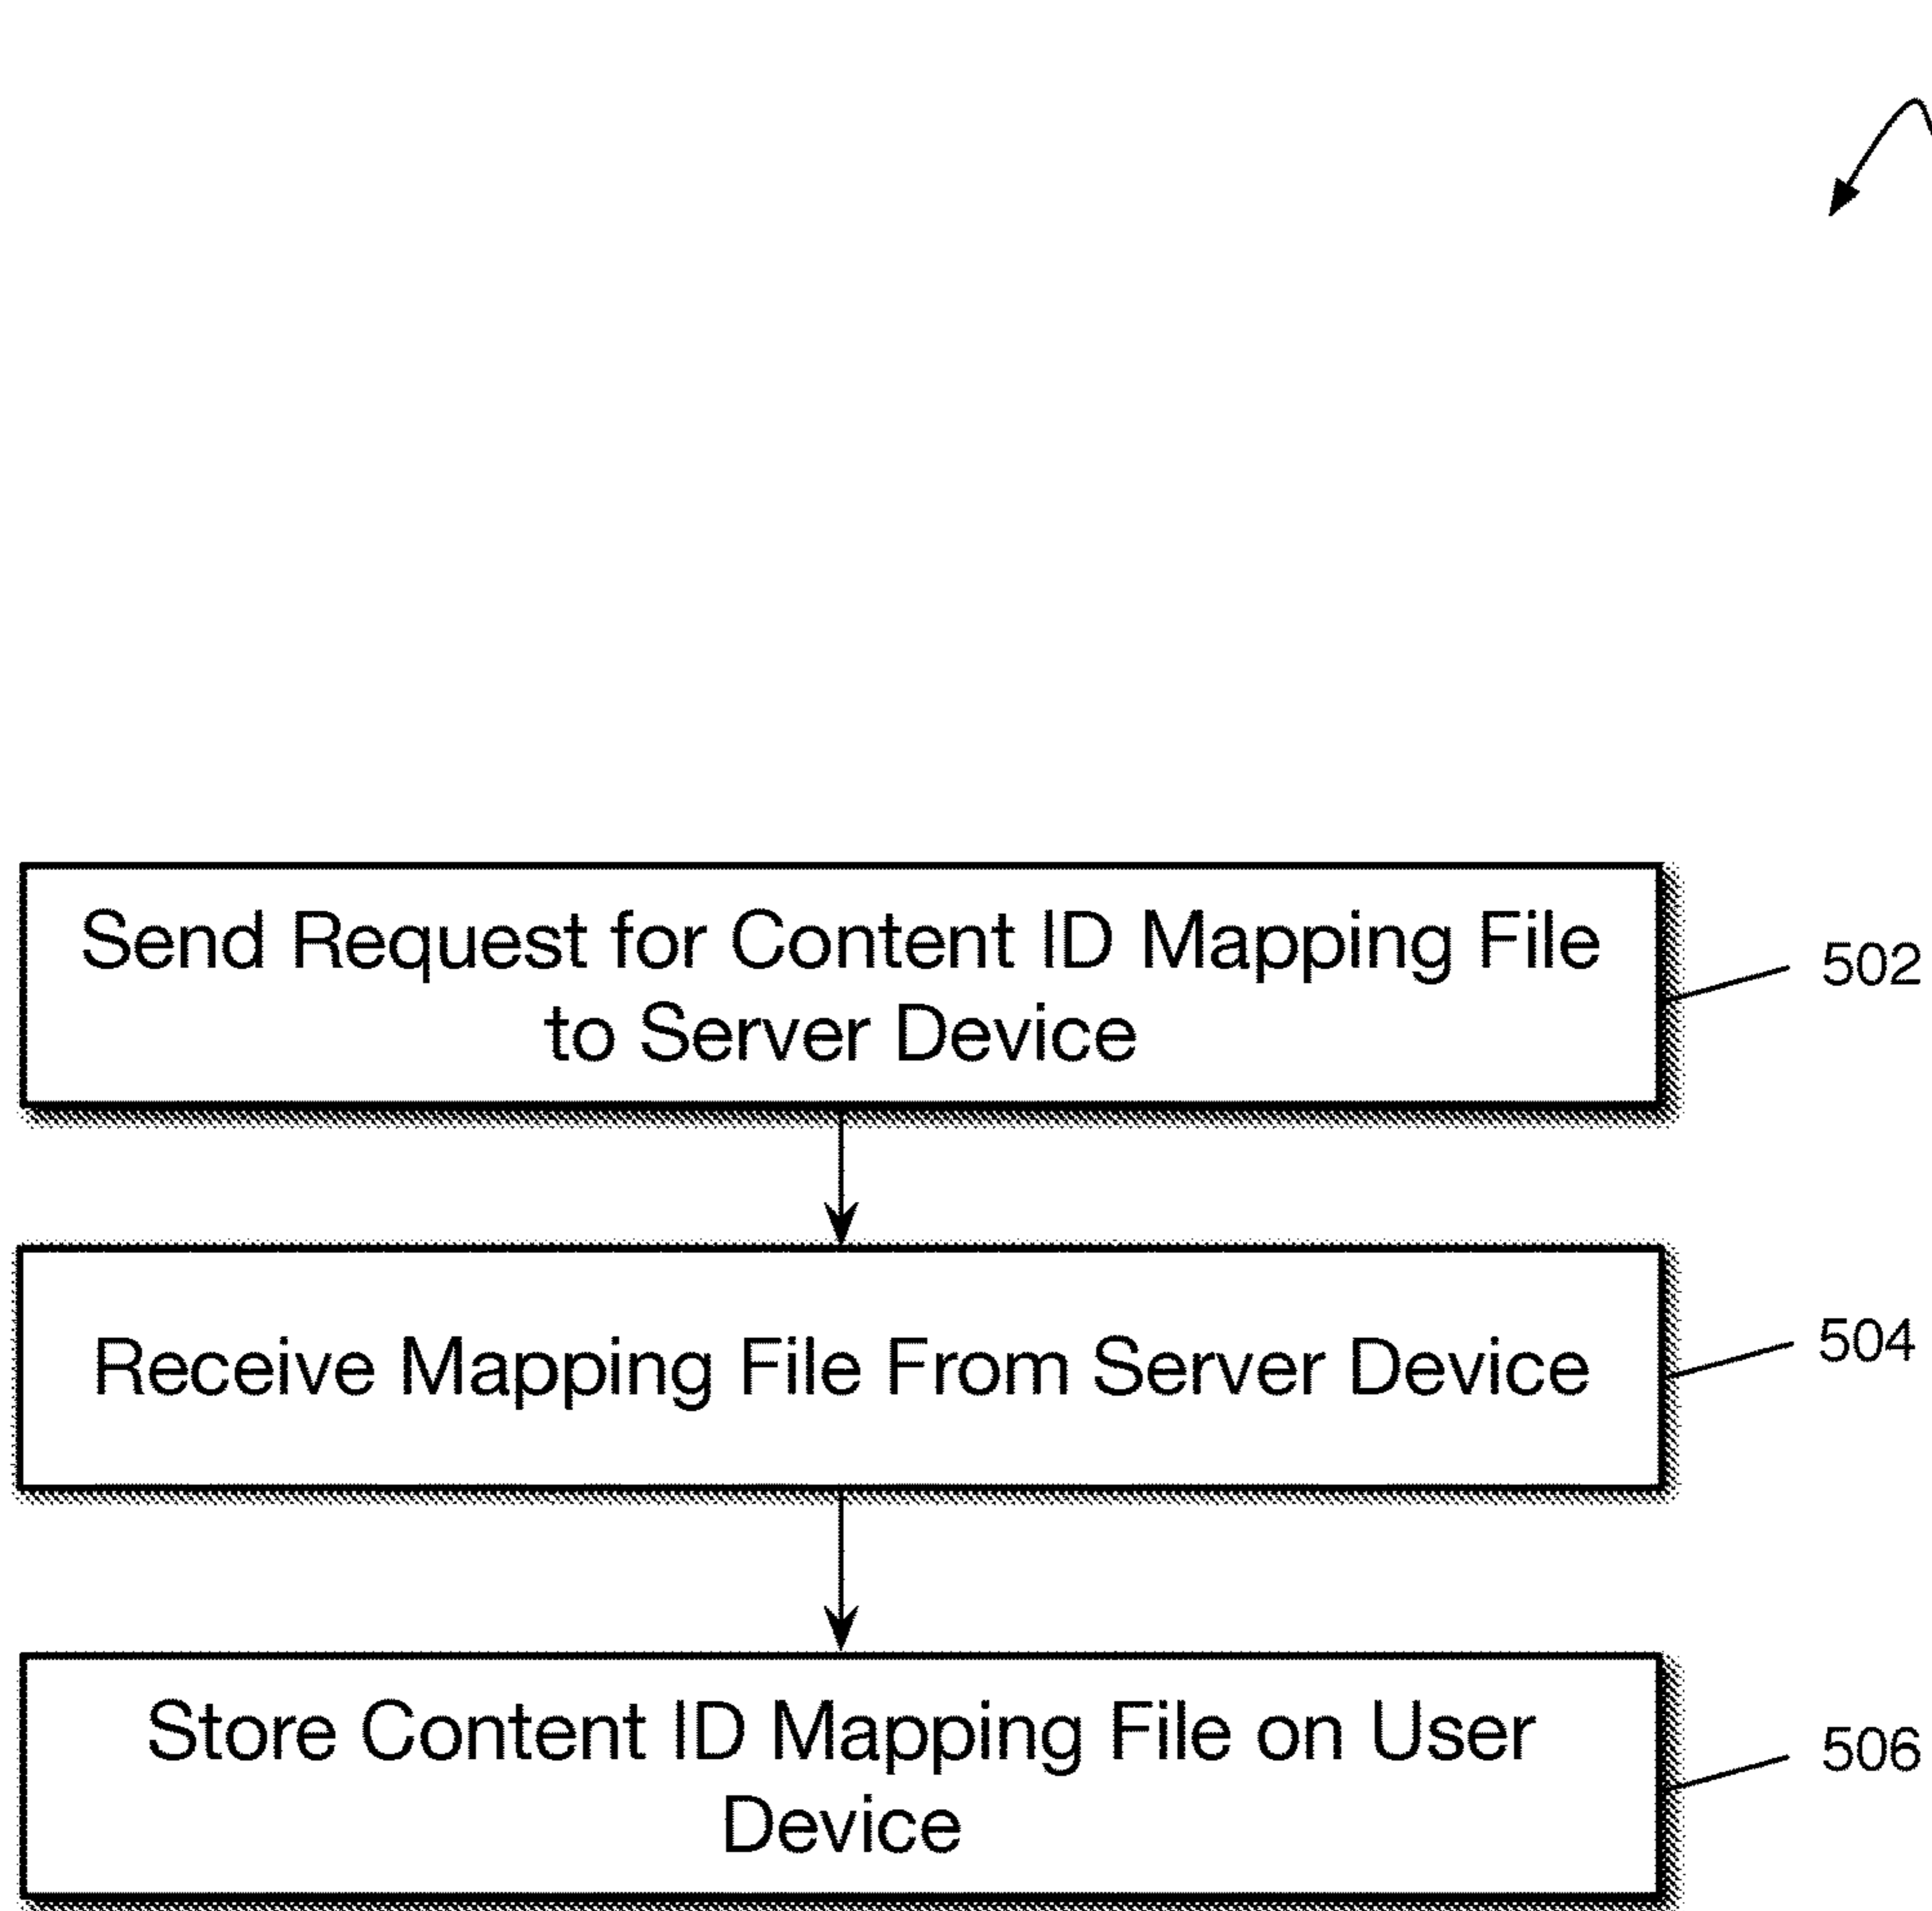 Send Request for Content ID Mapping File
to Server Device
502
Receive Mapping File From Server Device
504
Store Content ID Mapping File on User
Device
506